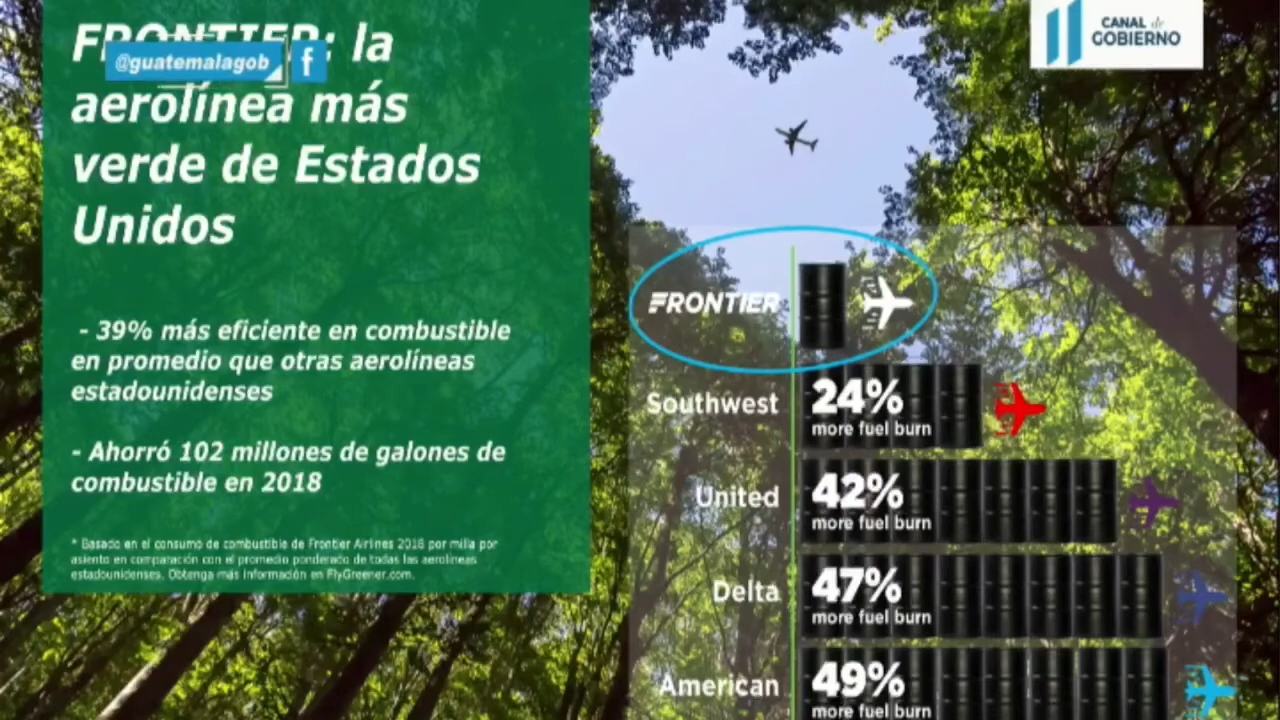 FRONTIER: la
aerolínea más
verde de Estados
Unidos
@guatemalagob f
- 39% más eficiente en combustible
en promedio que otras aerolíneas
estadounidenses
- Ahorró 102 millones de galones de
combustible en 2018
* Basado en el consumo de combustible de Frontier Airlines 2018 por milla por
asiento en comparación con el promedio ponderado de todas las aerolíneas
estadounidenses. Obtenga más información en FlyGreener.com.
CANAL de
GOBIERNO
FRONTIER
Southwest 24%
more fuel burn
United 42%
more fuel burn
Delta 47%
more fuel burn
American 49%
more fuel burn